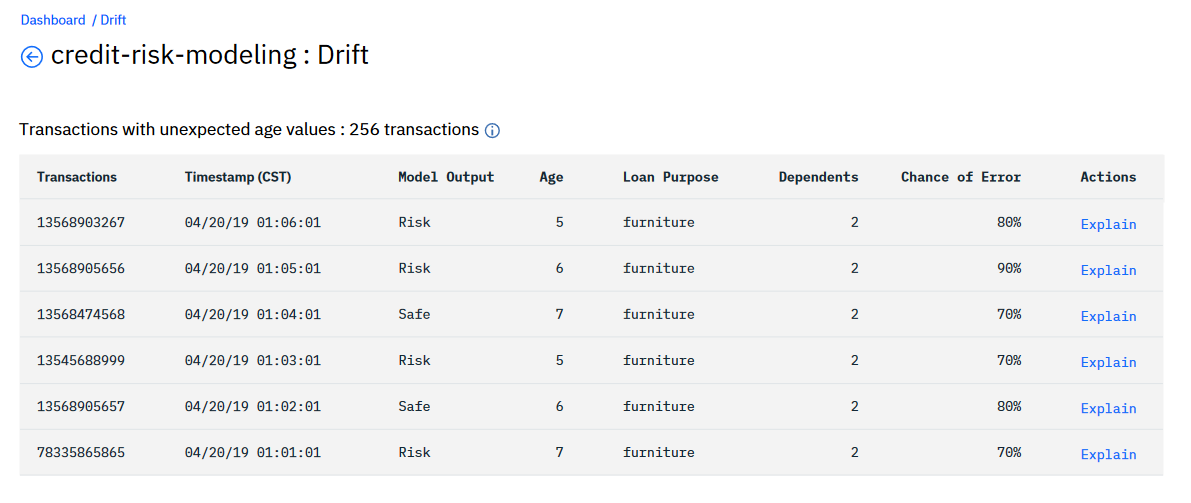 Dashboard / Drift
credit-risk-modeling : Drift
Transactions with unexpected age values : 256 transactions
Transactions Timestamp (CST) Model Output Age Loan Purpose Dependents Chance of Error Actions
13568903267 04/20/19 01:06:01 Risk 5 furniture 2 80% Explain
13568905656 04/20/19 01:05:01 Risk 6 furniture 2 90% Explain
13568474568 04/20/19 01:04:01 Safe 7 furniture 2 70% Explain
13545688999 04/20/19 01:03:01 Risk 5 furniture 2 70% Explain
13568905657 04/20/19 01:02:01 Safe 6 furniture 2 80% Explain
78335865865 04/20/19 01:01:01 Risk 7 furniture 2 70% Explain